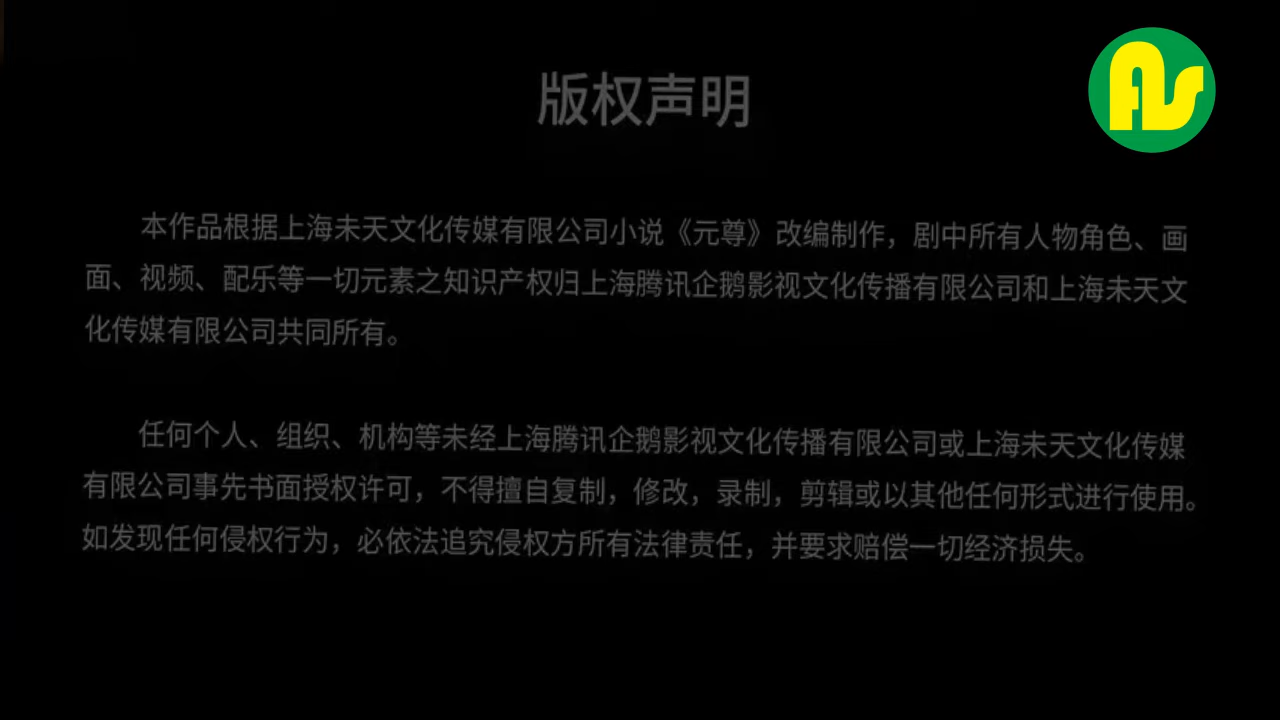 版权声明
As
本作品根据上海未天文化传媒有限公司小说《元尊》改编制作，剧中所有人物角色、画
面、视频、配乐等一切元素之知识产权归上海腾讯企鹅影视文化传播有限公司和上海未天文
化传媒有限公司共同所有。
任何个人、组织、机构等未经上海腾讯企鹅影视文化传播有限公司或上海未天文化传媒
有限公司事先书面授权许可，不得擅自复制，修改，录制，剪辑或以其他任何形式进行使用。
如发现任何侵权行为，必依法追究侵权方所有法律责任，并要求赔偿一切经济损失。